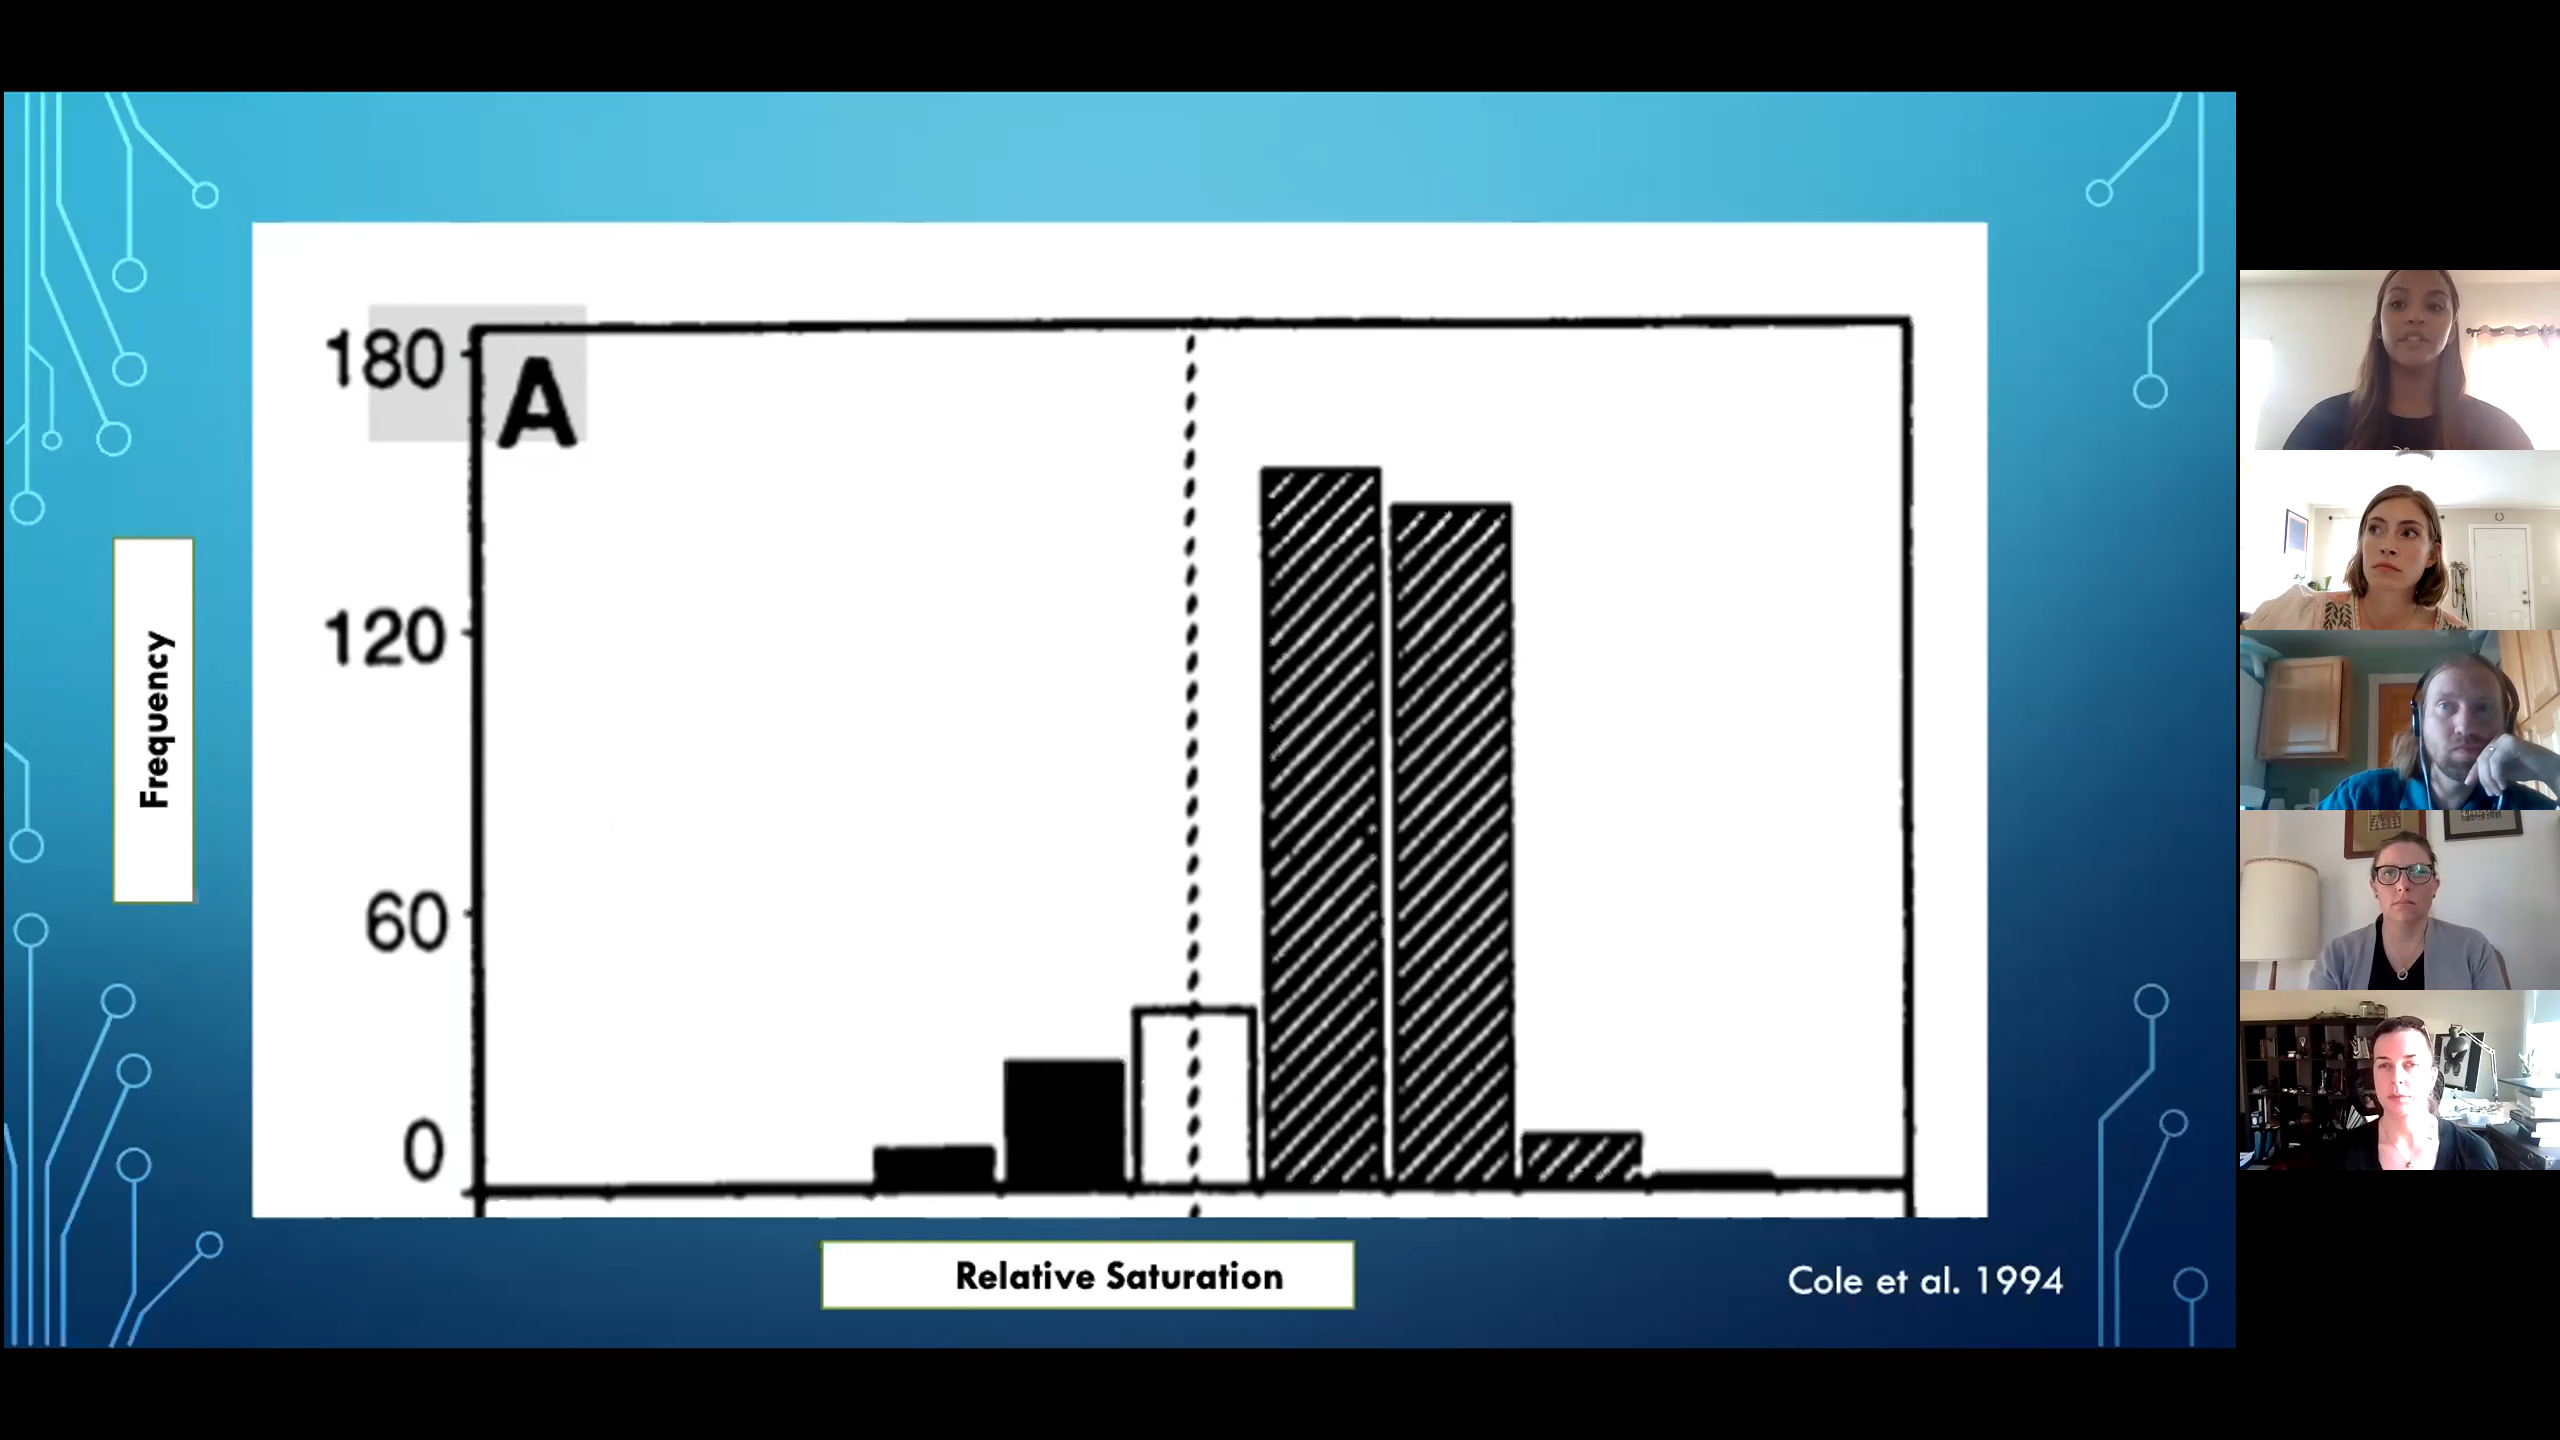 180
A
120
60
0
Frequency
Relative Saturation
Cole et al. 1994